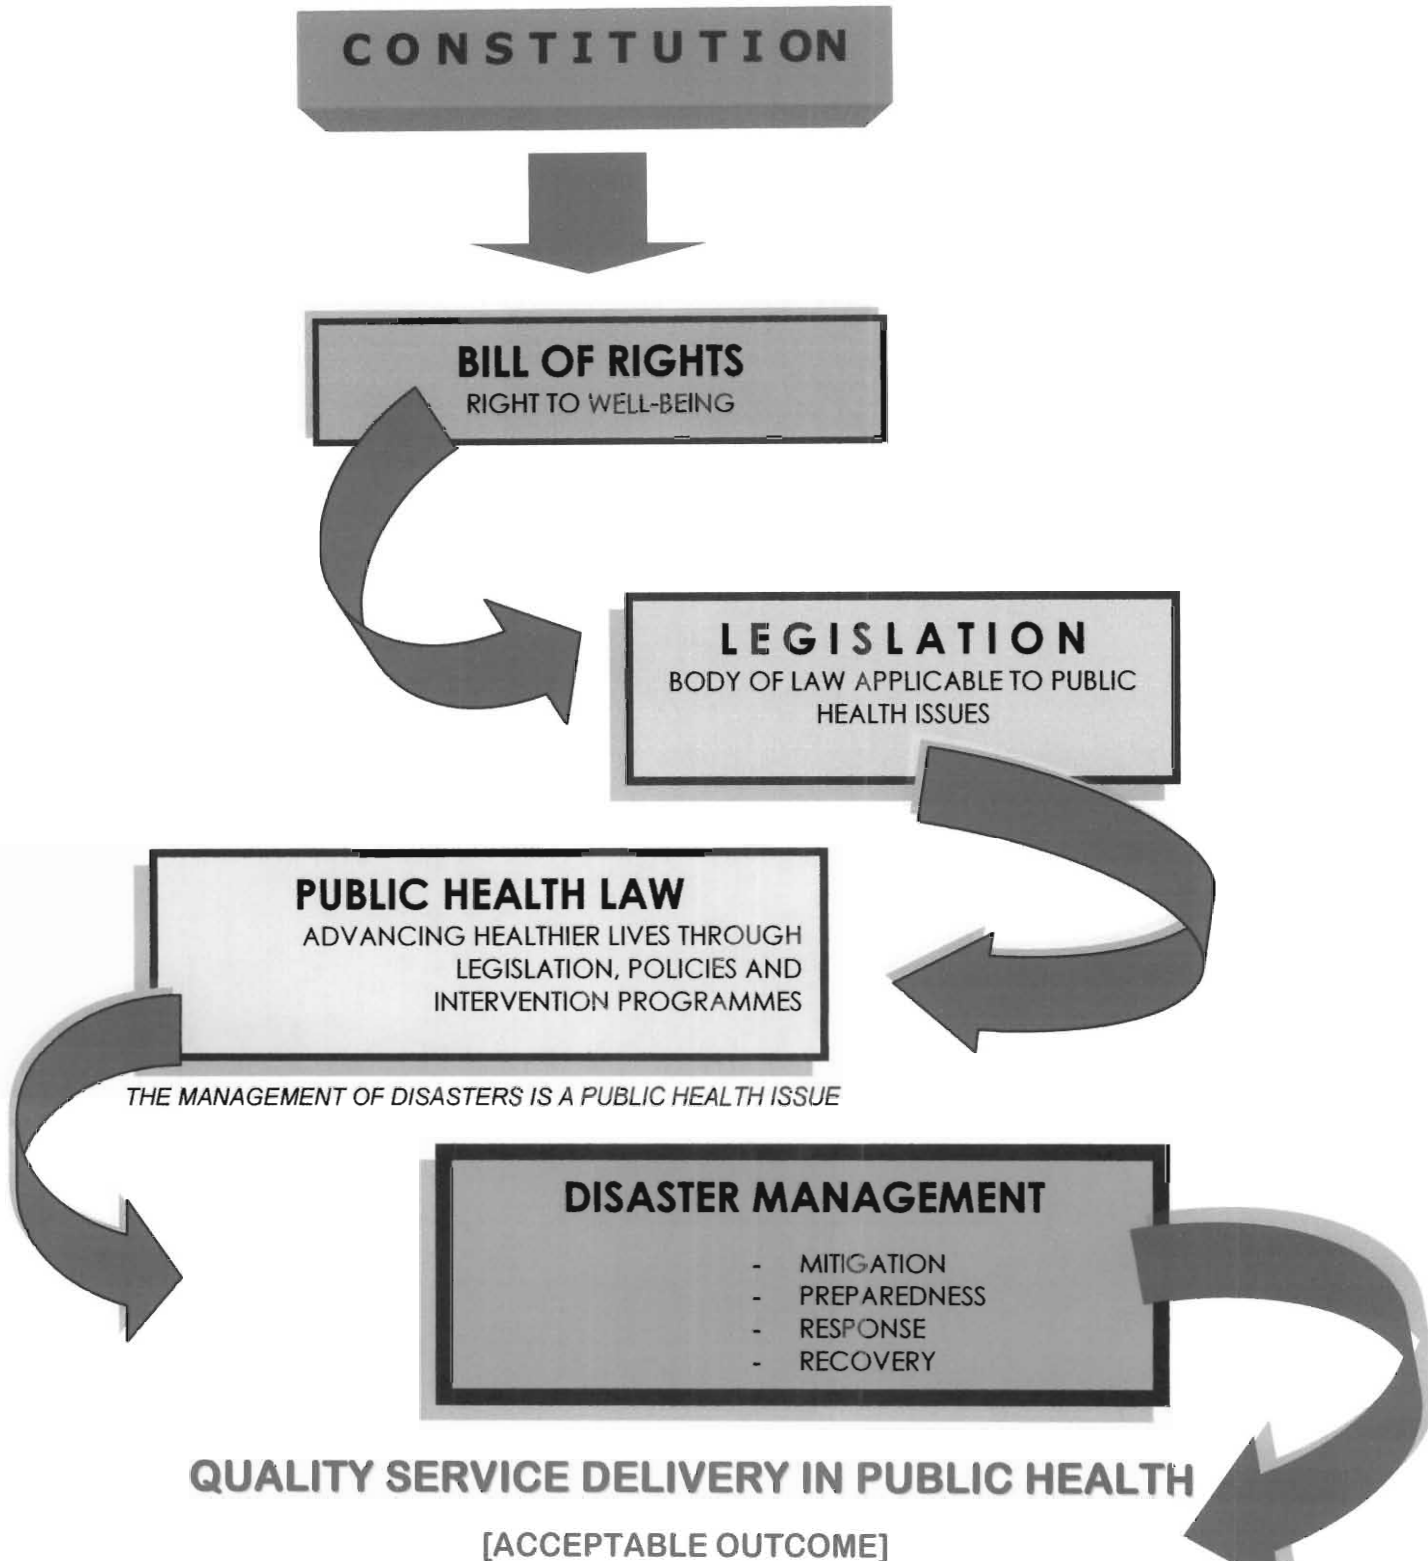 CONSTITUTION
BILL OF RIGHTS
RIGHT TO WELL-BEING
LEGISLATION
BODY OF LAW APPLICABLE TO PUBLIC
HEALTH ISSUES
PUBLIC HEALTH LAW
ADVANCING HEALTHIER LIVES THROUGH
LEGISLATION, POLICIES AND
INTERVENTION PROGRAMMES
THE MANAGEMENT OF DISASTERS IS A PUBLIC HEALTH ISSUE
DISASTER MANAGEMENT
- MITIGATION
- PREPAREDNESS
- RESPONSE
- RECOVERY
QUALITY SERVICE DELIVERY IN PUBLIC HEALTH
[ACCEPTABLE OUTCOME]